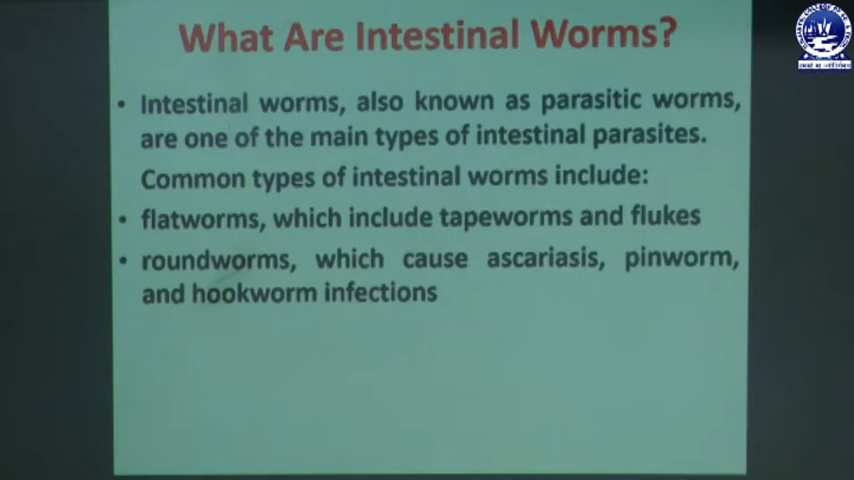 What Are Intestinal Worms?
• Intestinal worms, also known as parasitic worms,
are one of the main types of intestinal parasites.
Common types of intestinal worms include:
• flatworms, which include tapeworms and flukes
• roundworms, which cause ascariasis, pinworm,
and hookworm infections